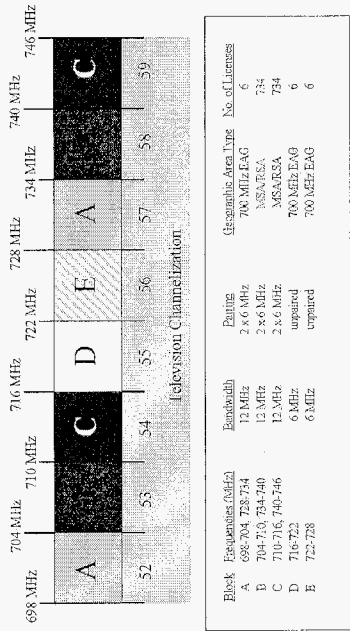 698 MHz 704 MHz 710 MHz 716 MHz 722 MHz 728 MHz 734 MHz 740 MHz 746 MHz
A C D E A C
52 53 54 55 56 57 58 59
Television Channelization
Block Frequencies (MHz) Bandwidth Pairing Geographic Area Type No. of Licenses
A 698-704, 728-734 12 MHz 2 x 6 MHz 700 MHz EAG 6
B 704-710, 734-740 12 MHz 2 x 6 MHz MSA/RSA 734
C 710-716, 740-746 12 MHz 2 x 6 MHz MSA/RSA 734
D 716-722 6 MHz unpaired 700 MHz EAG 6
E 722-728 6 MHz unpaired 700 MHz EAG 6